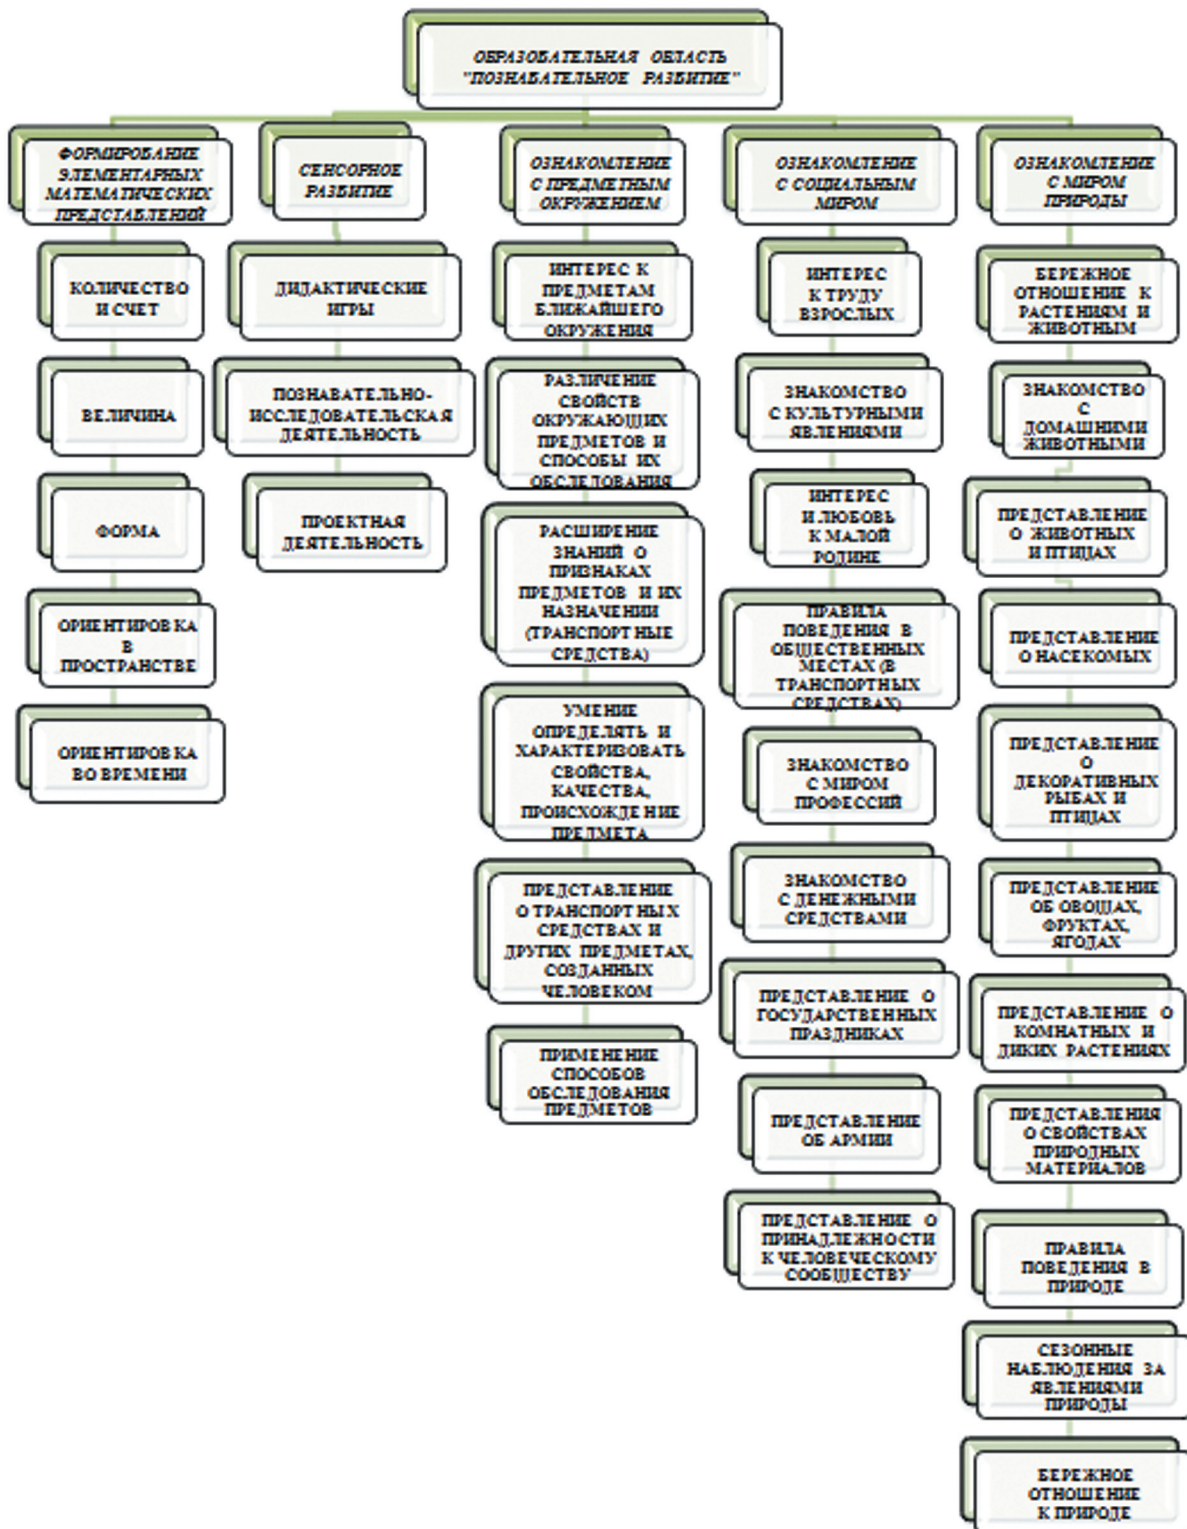 ОБРАЗОВАТЕЛЬНАЯ ОБЛАСТЬ
"ПОЗНАВАТЕЛЬНОЕ РАЗВИТИЕ"
ФОРМИРОВАНИЕ
ЭЛЕМЕНТАРНЫХ
МАТЕМАТИЧЕСКИХ
ПРЕДСТАВЛЕНИЙ
КОЛИЧЕСТВО
И СЧЕТ
ВЕЛИЧИНА
ФОРМА
ОРИЕНТИРОВКА
В
ПРОСТРАНСТВЕ
ОРИЕНТИРОВКА
ВО ВРЕМЕНИ
СЕНСОРНОЕ
РАЗВИТИЕ
ДИДАКТИЧЕСКИЕ
ИГРЫ
ПОЗНАВАТЕЛЬНО-
ИССЛЕДОВАТЕЛЬСКАЯ
ДЕЯТЕЛЬНОСТЬ
ПРОЕКТНАЯ
ДЕЯТЕЛЬНОСТЬ
ОЗНАКОМЛЕНИЕ
С ПРЕДМЕТНЫМ
ОКРУЖЕНИЕМ
ИНТЕРЕС К
ПРЕДМЕТАМ
БЛИЖАЙШЕГО
ОКРУЖЕНИЯ
РАЗЛИЧЕНИЕ
СВОЙСТВ
ОКРУЖАЮЩИХ
ПРЕДМЕТОВ И
СПОСОБЫ ИХ
ОБСЛЕДОВАНИЯ
РАСШИРЕНИЕ
ЗНАНИЙ О
ПРИЗНАКАХ
ПРЕДМЕТОВ И ИХ
НАЗНАЧЕНИИ
(ТРАНСПОРТНЫЕ
СРЕДСТВА)
УМЕНИЕ
ОПРЕДЕЛЯТЬ И
ХАРАКТЕРИЗОВАТЬ
СВОЙСТВА,
КАЧЕСТВА,
ПРОИСХОЖДЕНИЕ
ПРЕДМЕТА
ПРЕДСТАВЛЕНИЕ
О ТРАНСПОРТНЫХ
СРЕДСТВАХ И
ДРУГИХ ПРЕДМЕТАХ,
СОЗДАННЫХ
ЧЕЛОВЕКОМ
ПРИМЕНЕНИЕ
СПОСОБОВ
ОБСЛЕДОВАНИЯ
ПРЕДМЕТОВ
ОЗНАКОМЛЕНИЕ
С СОЦИАЛЬНЫМ
МИРОМ
ИНТЕРЕС
К ТРУДУ
ВЗРОСЛЫХ
ЗНАКОМСТВО
С КУЛЬТУРНЫМИ
ЯВЛЕНИЯМИ
ИНТЕРЕС
И ЛЮБОВЬ
К МАЛОЙ
РОДИНЕ
ПРАВИЛА
ПОВЕДЕНИЯ В
ОБЩЕСТВЕННЫХ
МЕСТАХ (В
ТРАНСПОРТНЫХ
СРЕДСТВАХ)
ЗНАКОМСТВО
С МИРОМ
ПРОФЕССИЙ
ЗНАКОМСТВО
С ДЕНЕЖНЫМИ
СРЕДСТВАМИ
ПРЕДСТАВЛЕНИЕ О
ГОСУДАРСТВЕННЫХ
ПРАЗДНИКАХ
ПРЕДСТАВЛЕНИЕ
ОБ АРМИИ
ПРЕДСТАВЛЕНИЕ О
ПРИНАДЛЕЖНОСТИ
К ЧЕЛОВЕЧЕСКОМУ
СООБЩЕСТВУ
ОЗНАКОМЛЕНИЕ
С МИРОМ
ПРИРОДЫ
БЕРЕЖНОЕ
ОТНОШЕНИЕ К
РАСТЕНИЯМ И
ЖИВОТНЫМ
ЗНАКОМСТВО
С
ДОМАШНИМИ
ЖИВОТНЫМИ
ПРЕДСТАВЛЕНИЕ
О ЖИВОТНЫХ
И ПТИЦАХ
ПРЕДСТАВЛЕНИЕ
О НАСЕКОМЫХ
ПРЕДСТАВЛЕНИЕ
О
ДЕКОРАТИВНЫХ
РЫБАХ И
ПТИЦАХ
ПРЕДСТАВЛЕНИЕ
ОБ ОВОЩАХ,
ФРУКТАХ,
ЯГОДАХ
ПРЕДСТАВЛЕНИЕ О
КОМНАТНЫХ И
ДИКИХ РАСТЕНИЯХ
ПРЕДСТАВЛЕНИЯ
О СВОЙСТВАХ
ПРИРОДНЫХ
МАТЕРИАЛОВ
ПРАВИЛА
ПОВЕДЕНИЯ В
ПРИРОДЕ
СЕЗОННЫЕ
НАБЛЮДЕНИЯ ЗА
ЯВЛЕНИЯМИ
ПРИРОДЫ
БЕРЕЖНОЕ
ОТНОШЕНИЕ
К ПРИРОДЕ